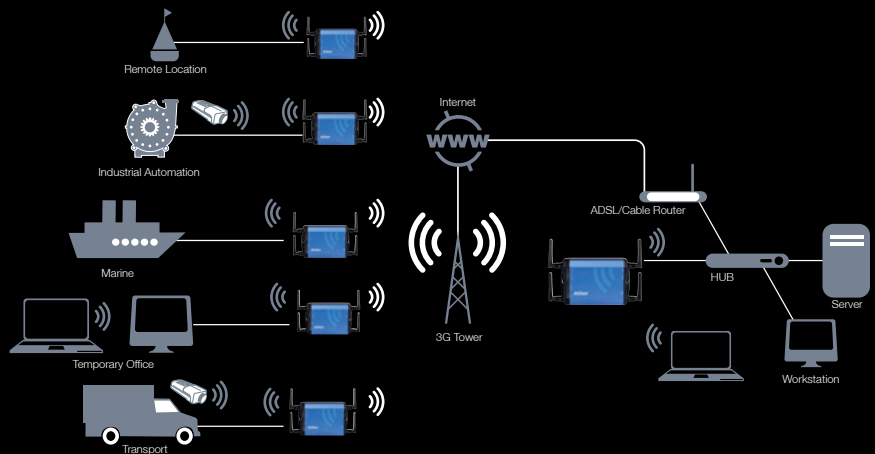 Remote Location
Industrial Automation
Marine
Temporary Office
Transport
Internet
www
3G Tower
ADSL/Cable Router
HUB
Server
Workstation